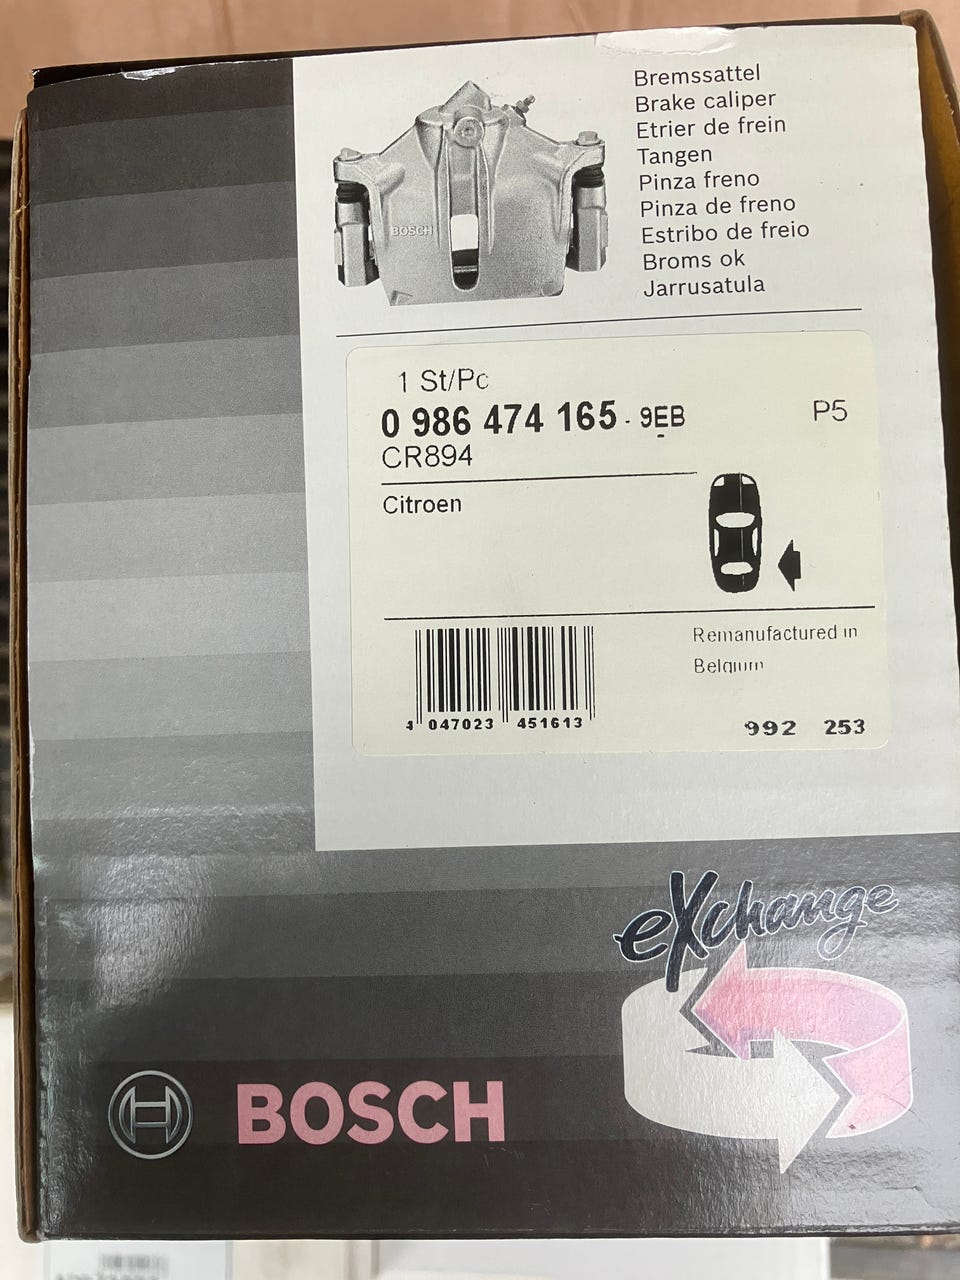 Bremssattel
Brake caliper
Etrier de frein
Tangen
Pinza freno
Pinza de freno
Estribo de freio
Broms ok
Jarrusatula
BOSCH
1 St/Pc
0 986 474 165 - 9EB
P5
CR894
Citroen
Remanufactured in
Belgium
4 047023 451613
992 253
eXchange
BOSCH